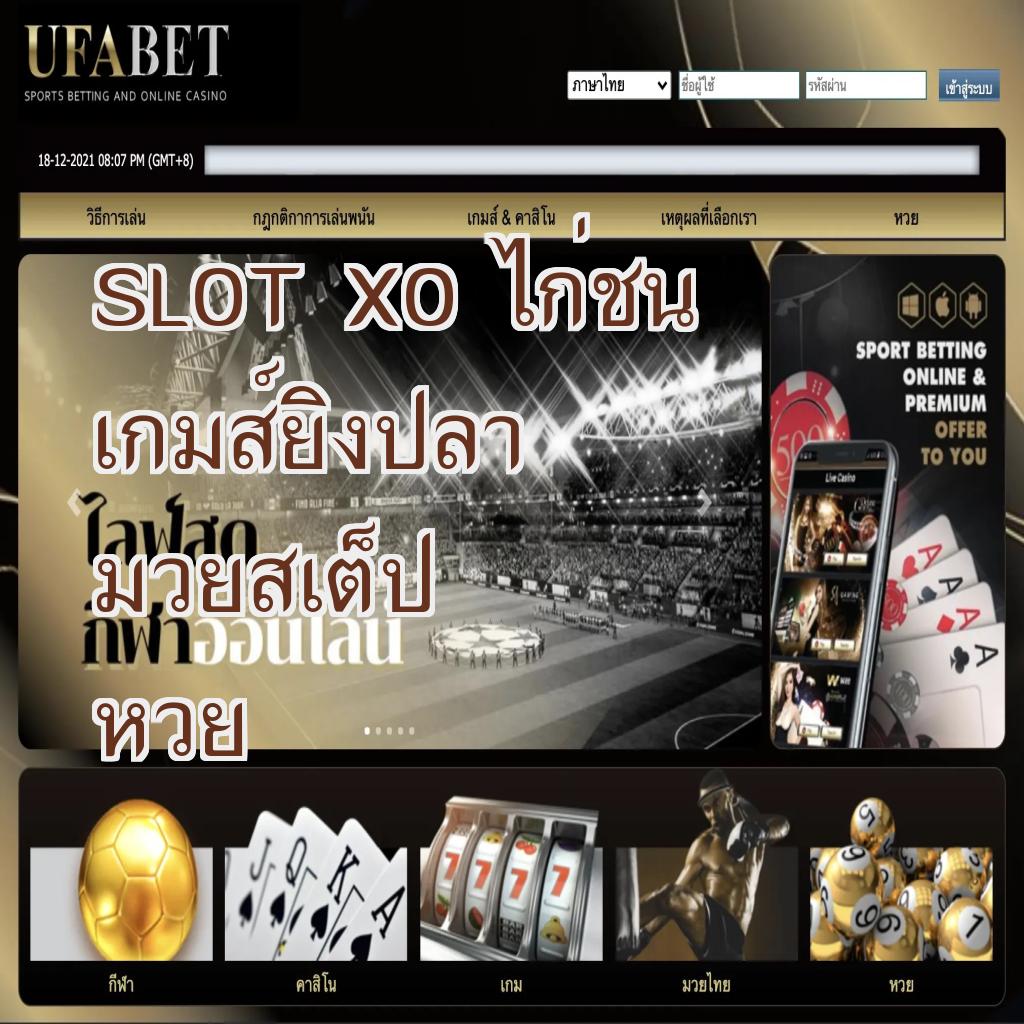 UFABET
SPORTS BETTING AND ONLINE CASINO
ภาษาไทย ชื่อผู้ใช้ รหัสผ่าน เข้าสู่ระบบ
18-12-2021 08:07 PM (GMT+8)
วิธีการเล่น กฎกติกาการเล่นพนัน เกมส์ & คาสิโน เหตุผลที่เลือกเรา หวย
SLOT XO ไก่ชน
เกมส์ยิงปลา
มวยสเต็ป
หวย
ไลฟ์สด
กีฬาออนไลน์
SPORT BETTING
ONLINE &
PREMIUM
OFFER
TO YOU
500
Live Casino
A
A
A
A
J Q K A
7 7 7 7
กีฬา คาสิโน เกม มวยไทย หวย